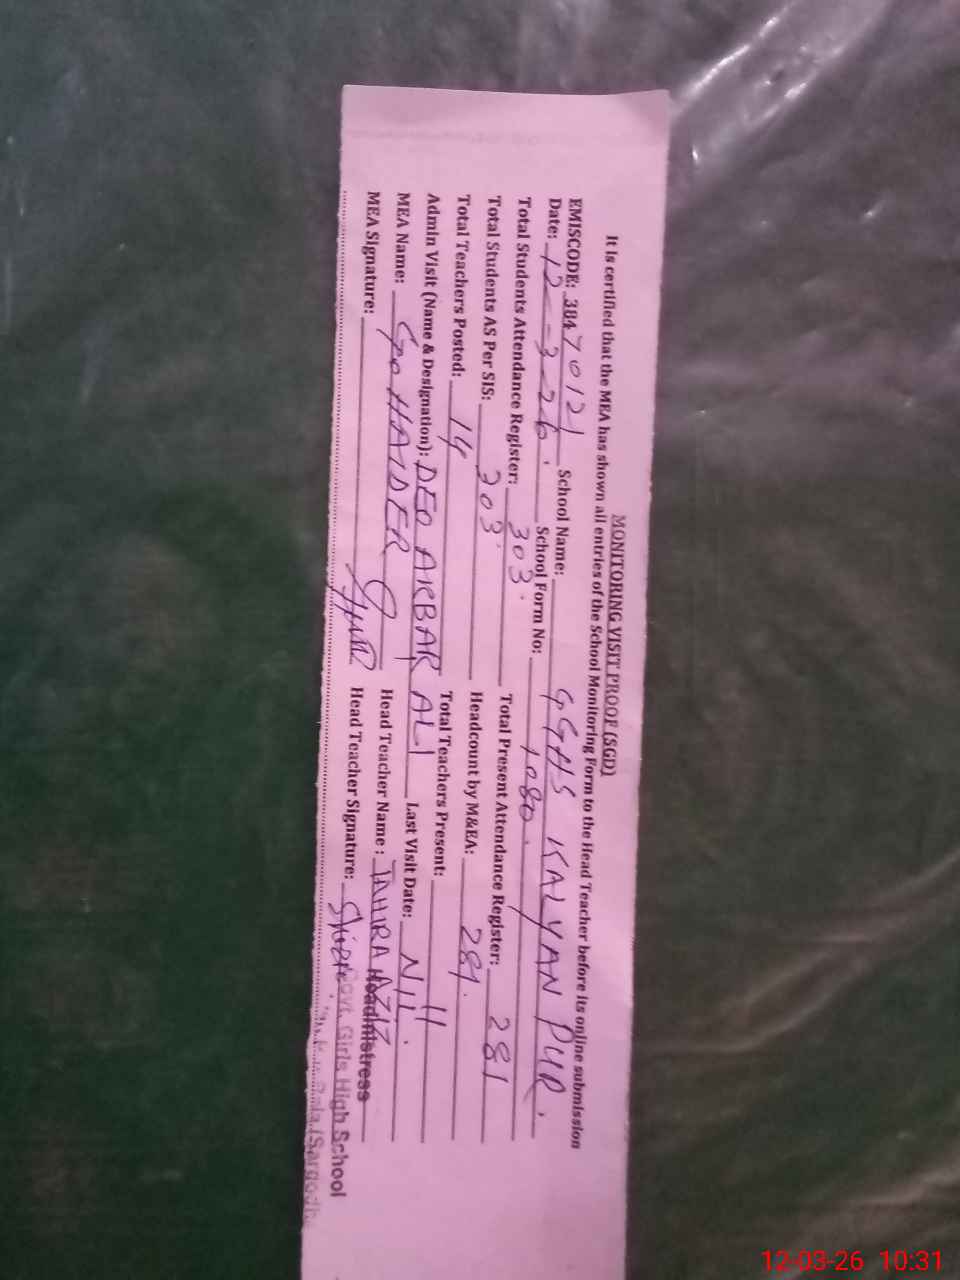 MONITORING VISIT PROOF (SGD)
It is certified that the MEA has shown all entries of the School Monitoring Form to the Head Teacher before its online submission
EMISCODE: 38470121 School Name: GGHS KALYAN PUR.
Date: 12-3-26. School Form No: 1080.
Total Students Attendance Register: 303. Total Present Attendance Register: 281
Total Students AS Per SIS: 303. Headcount by M&EA: 281.
Total Teachers Posted: 14 Total Teachers Present: 11
Admin Visit (Name & Designation): DEO AKBAR ALI Last Visit Date: Nil.
MEA Name: HAIDER Head Teacher Name : TAHIRA AZIZ
MEA Signature: Head Teacher Signature:
Headmistress
Govt. Girls High School
(Sargodha
12-03-26 10:31